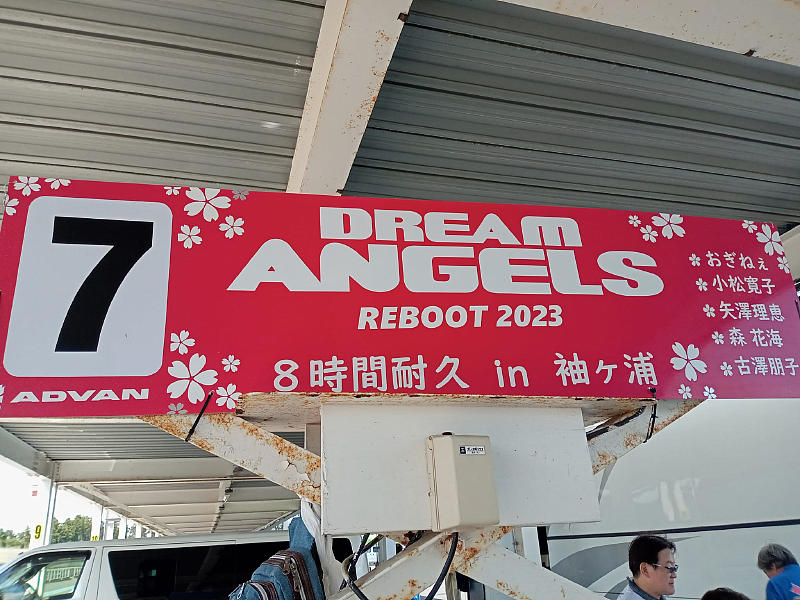 7
ADVAN
DREAM
ANGELS
REBOOT 2023
8時間耐久 in 袖ヶ浦
おぎねぇ
小松寛子
矢澤理恵
森 花海
古澤朋子
9